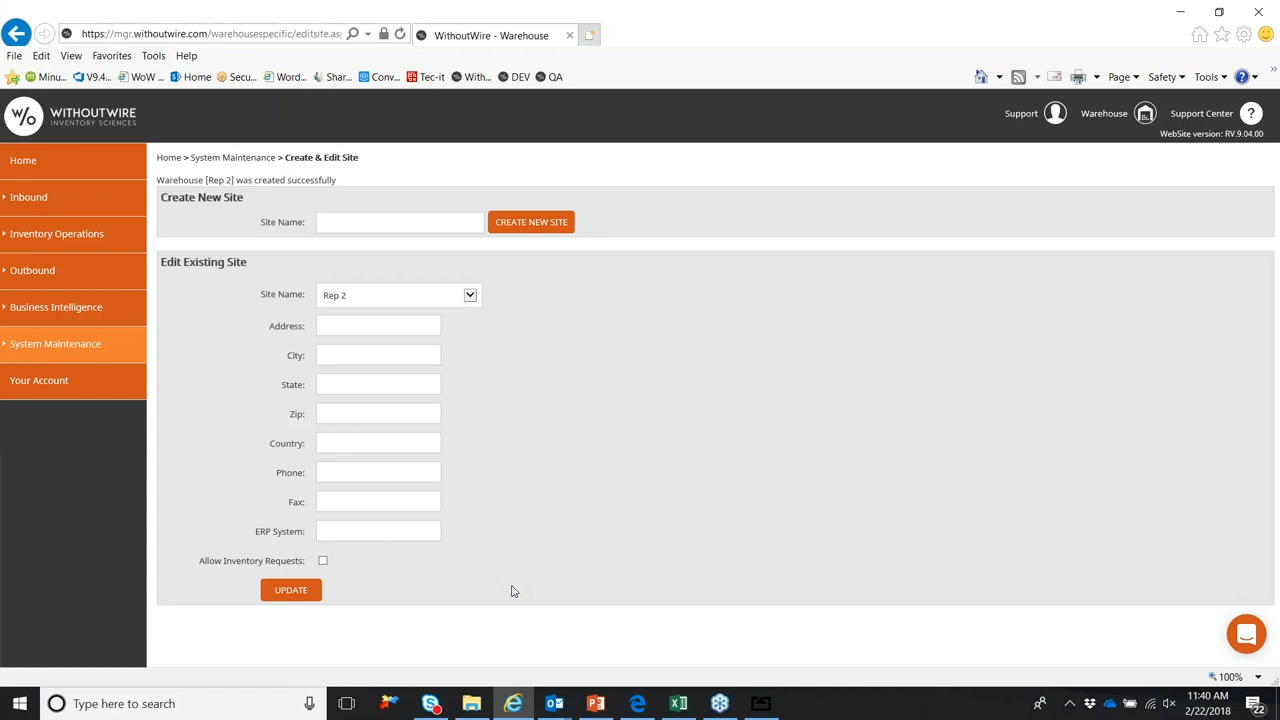 https://mgr.withoutwire.com/warehousespecific/editsite.as
WithoutWire - Warehouse
File Edit View Favorites Tools Help
Minu... V9.4... WoW ... Home Secu... Word... Shar... Conv... Tec-it With... DEV QA
Page Safety Tools
W/O WITHOUTWIRE
INVENTORY SCIENCES
Support Warehouse Support Center ?
WebSite version: RV.9.04.00
Home
Inbound
Inventory Operations
Outbound
Business Intelligence
System Maintenance
Your Account
Home > System Maintenance > Create & Edit Site
Warehouse [Rep 2] was created successfully
Create New Site
Site Name: CREATE NEW SITE
Edit Existing Site
Site Name: Rep 2
Address:
City:
State:
Zip:
Country:
Phone:
Fax:
ERP System:
Allow Inventory Requests:
UPDATE
100%
Type here to search
11:40 AM
2/22/2018
22